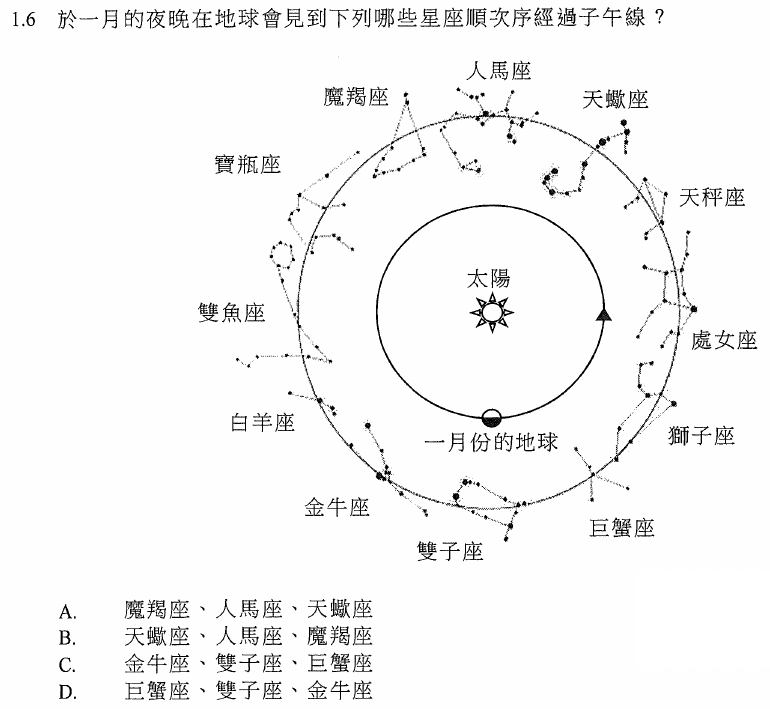 1.6 於一月的夜晚在地球會見到下列哪些星座順次序經過子午線？
人馬座
魔羯座
天蠍座
寶瓶座
天秤座
太陽
雙魚座
處女座
白羊座
一月份的地球
獅子座
金牛座
巨蟹座
雙子座
A. 魔羯座、人馬座、天蠍座
B. 天蠍座、人馬座、魔羯座
C. 金牛座、雙子座、巨蟹座
D. 巨蟹座、雙子座、金牛座